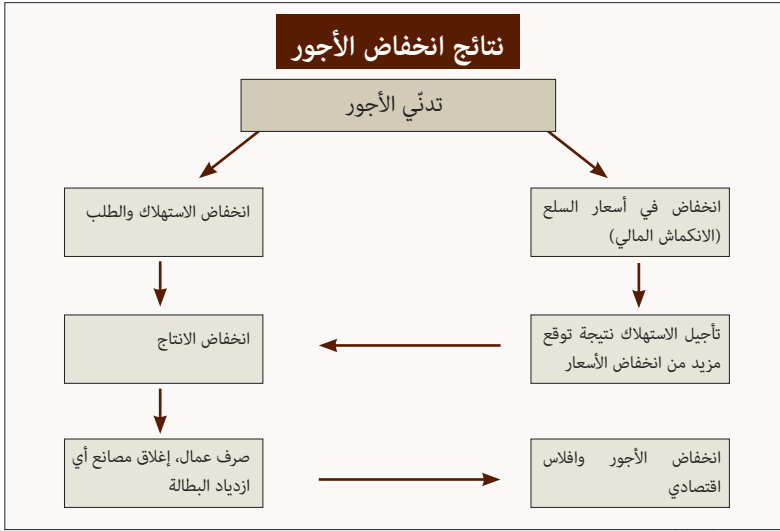 نتائج انخفاض الأجور
تدنّي الأجور
انخفاض في أسعار السلع
(الانكماش المالي)
انخفاض الاستهلاك والطلب
تأجيل الاستهلاك نتيجة توقع
مزيد من انخفاض الأسعار
انخفاض الانتاج
صرف عمال، إغلاق مصانع أي
ازدياد البطالة
انخفاض الأجور وافلاس
اقتصادي